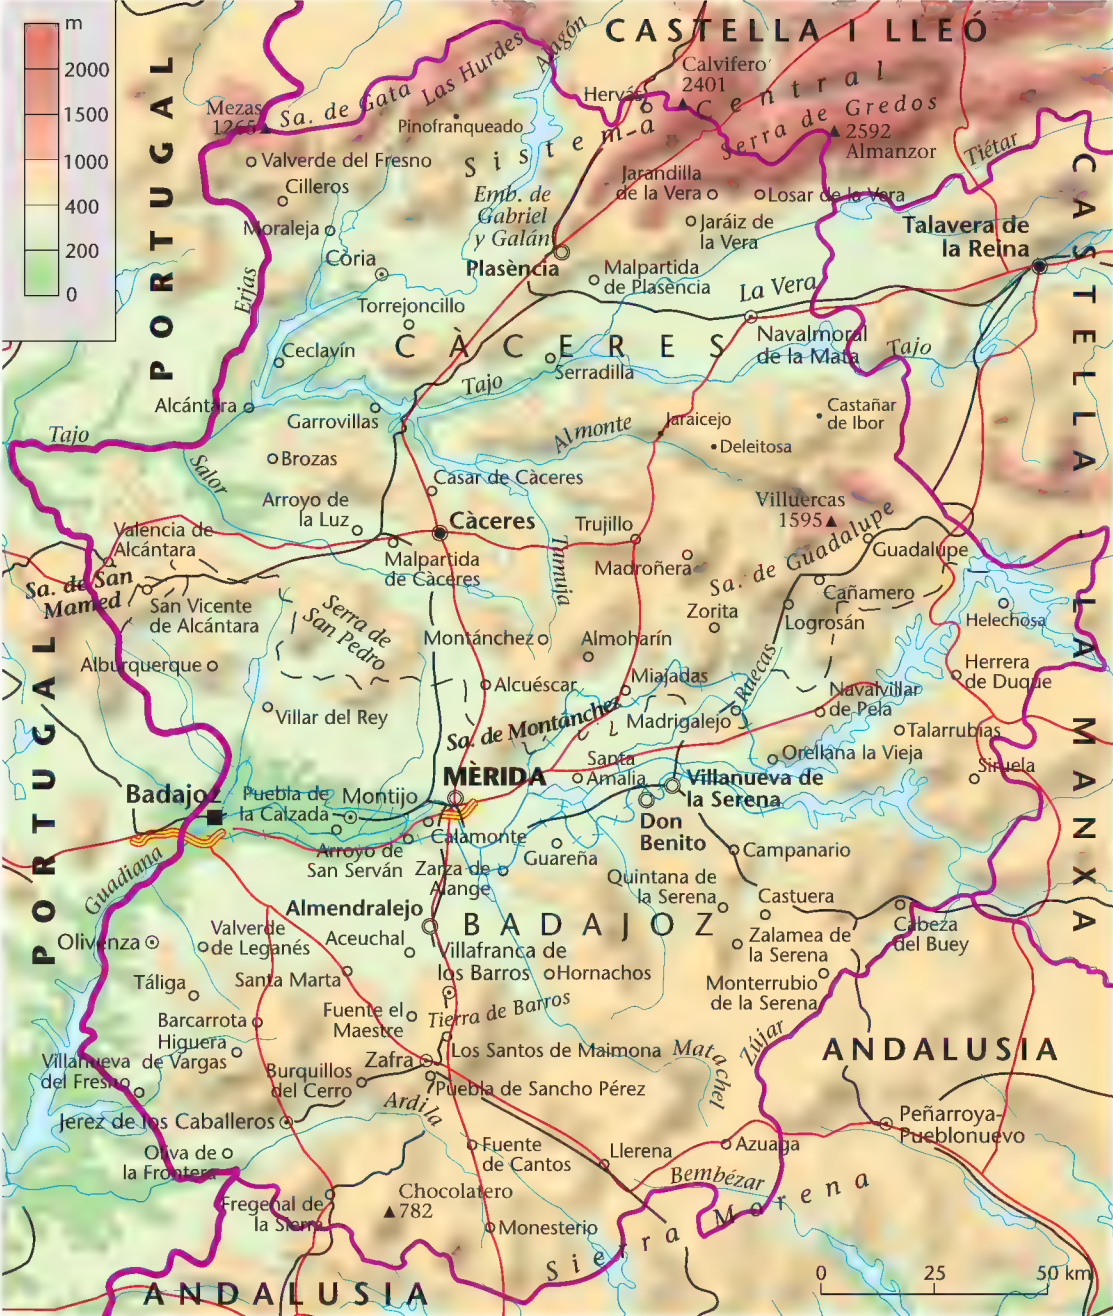 m
2000
1500
1000
400
200
0
CASTELLA I LLEÓ
PORTUGAL
Alagón
Las Hurdes
Calvifero
2401
Hervás
Mezas
1265
Sa. de Gata
Pinofranqueado
Sistema Central
Serra de Gredos
2592
Almanzor
Tiétar
Valverde del Fresno
Cilleros
Jarandilla
de la Vera
Losar de la Vera
Emb. de
Gabriel
y Galán
Moraleja
Jaráiz de
la Vera
Talavera de
la Reina
Còria
Plasència
Malpartida
de Plasència
La Vera
Erjas
Torrejoncillo
Navalmoral
de la Mata
CÀCERES
Tajo
Ceclavín
Serradilla
Tajo
Alcántara
Garrovillas
Castañar
de Ibor
Jaraicejo
Almonte
Deleitosa
Tajo
Brozas
Salor
Casar de Càceres
Arroyo de
la Luz
Càceres
Trujillo
Villuercas
1595
Valencia de
Alcántara
Malpartida
de Càceres
Tamuja
Madroñera
Sa. de Guadalupe
Guadalupe
Sa. de San
Mamed
San Vicente
de Alcántara
Serra de
San Pedro
Zorita
Cañamero
Logrosán
Helechosa
Montánchez
Almoharín
Alburquerque
Alcuéscar
Miajadas
Ruecas
Herrera
de Duque
Villar del Rey
Sa. de Montánchez
Madrigalejo
Navalvillar
de Pela
Talarrubias
CASTELLA - LA MANXA
PORTUGAL
Santa
Amalia
Orellana la Vieja
Siruela
MÈRIDA
Villanueva de
la Serena
Badajoz
Puebla de
la Calzada
Montijo
Don
Benito
Calamonte
Arroyo de
San Serván
Guareña
Campanario
Zarza de
Alange
Guadiana
Quintana de
la Serena
Castuera
Almendralejo
BADAJOZ
Cabeza
del Buey
Olivenza
Valverde
de Leganés
Aceuchal
Villafranca de
los Barros
Zalamea de
la Serena
Hornachos
Táliga
Santa Marta
Monterrubio
de la Serena
Tierra de Barros
Fuente el
Maestre
Barcarrota
Higuera
de Vargas
Los Santos de Maimona
Matachel
Zújar
ANDALUSIA
Villanueva
del Fresno
Zafra
Burquillos
del Cerro
Puebla de Sancho Pérez
Ardila
Jerez de los Caballeros
Peñarroya-
Pueblonuevo
Oliva de
la Frontera
Fuente
de Cantos
Llerena
Azuaga
Bembézar
Chocolatero
782
Fregenal de
la Sierra
Monesterio
Sierra Morena
0 25 50 km
ANDALUSIA